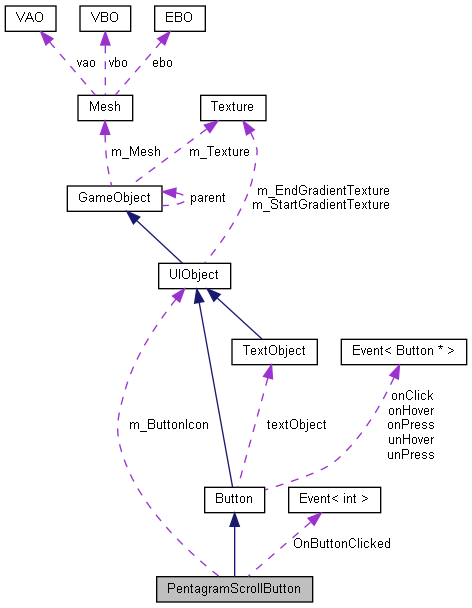 VAO
VBO
EBO
vao
vbo
ebo
Mesh
Texture
m_Mesh
m_Texture
GameObject
parent
m_EndGradientTexture
m_StartGradientTexture
UIObject
TextObject
Event< Button * >
m_ButtonIcon
textObject
onClick
onHover
onPress
unHover
unPress
Button
Event< int >
OnButtonClicked
PentagramScrollButton